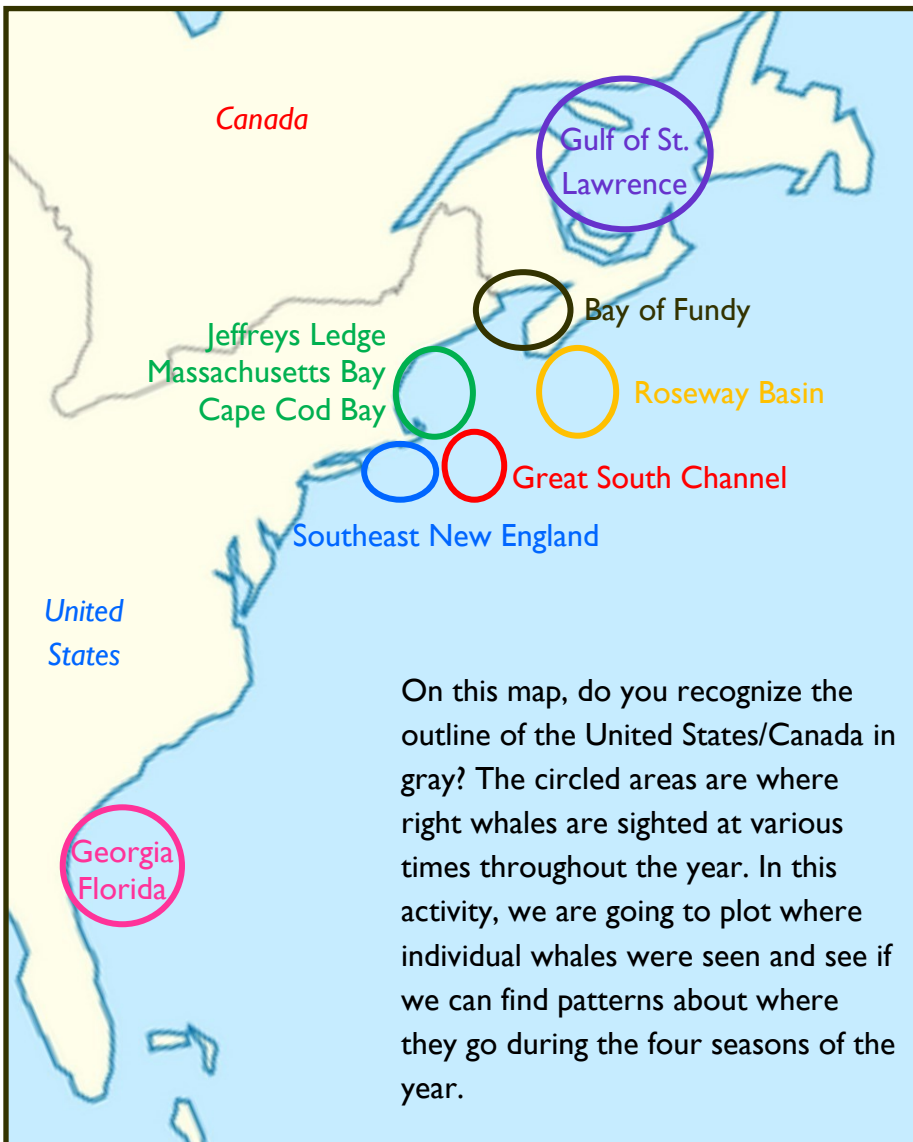 Canada
Gulf of St.
Lawrence
Bay of Fundy
Jeffreys Ledge
Massachusetts Bay
Cape Cod Bay
Roseway Basin
Great South Channel
Southeast New England
United
States
On this map, do you recognize the
outline of the United States/Canada in
gray? The circled areas are where
right whales are sighted at various
times throughout the year. In this
activity, we are going to plot where
individual whales were seen and see if
we can find patterns about where
they go during the four seasons of the
year.
Georgia
Florida